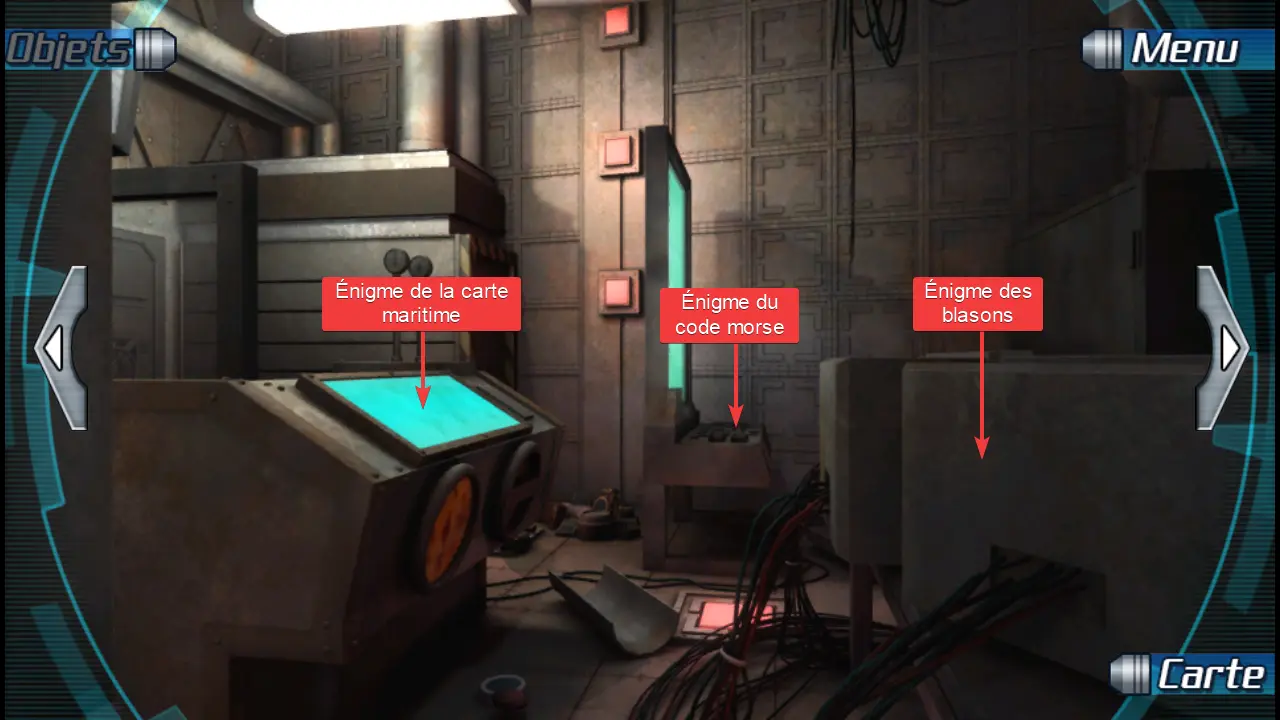 Objets
Menu
Énigme de la carte
maritime
Énigme du
code morse
Énigme des
blasons
Carte